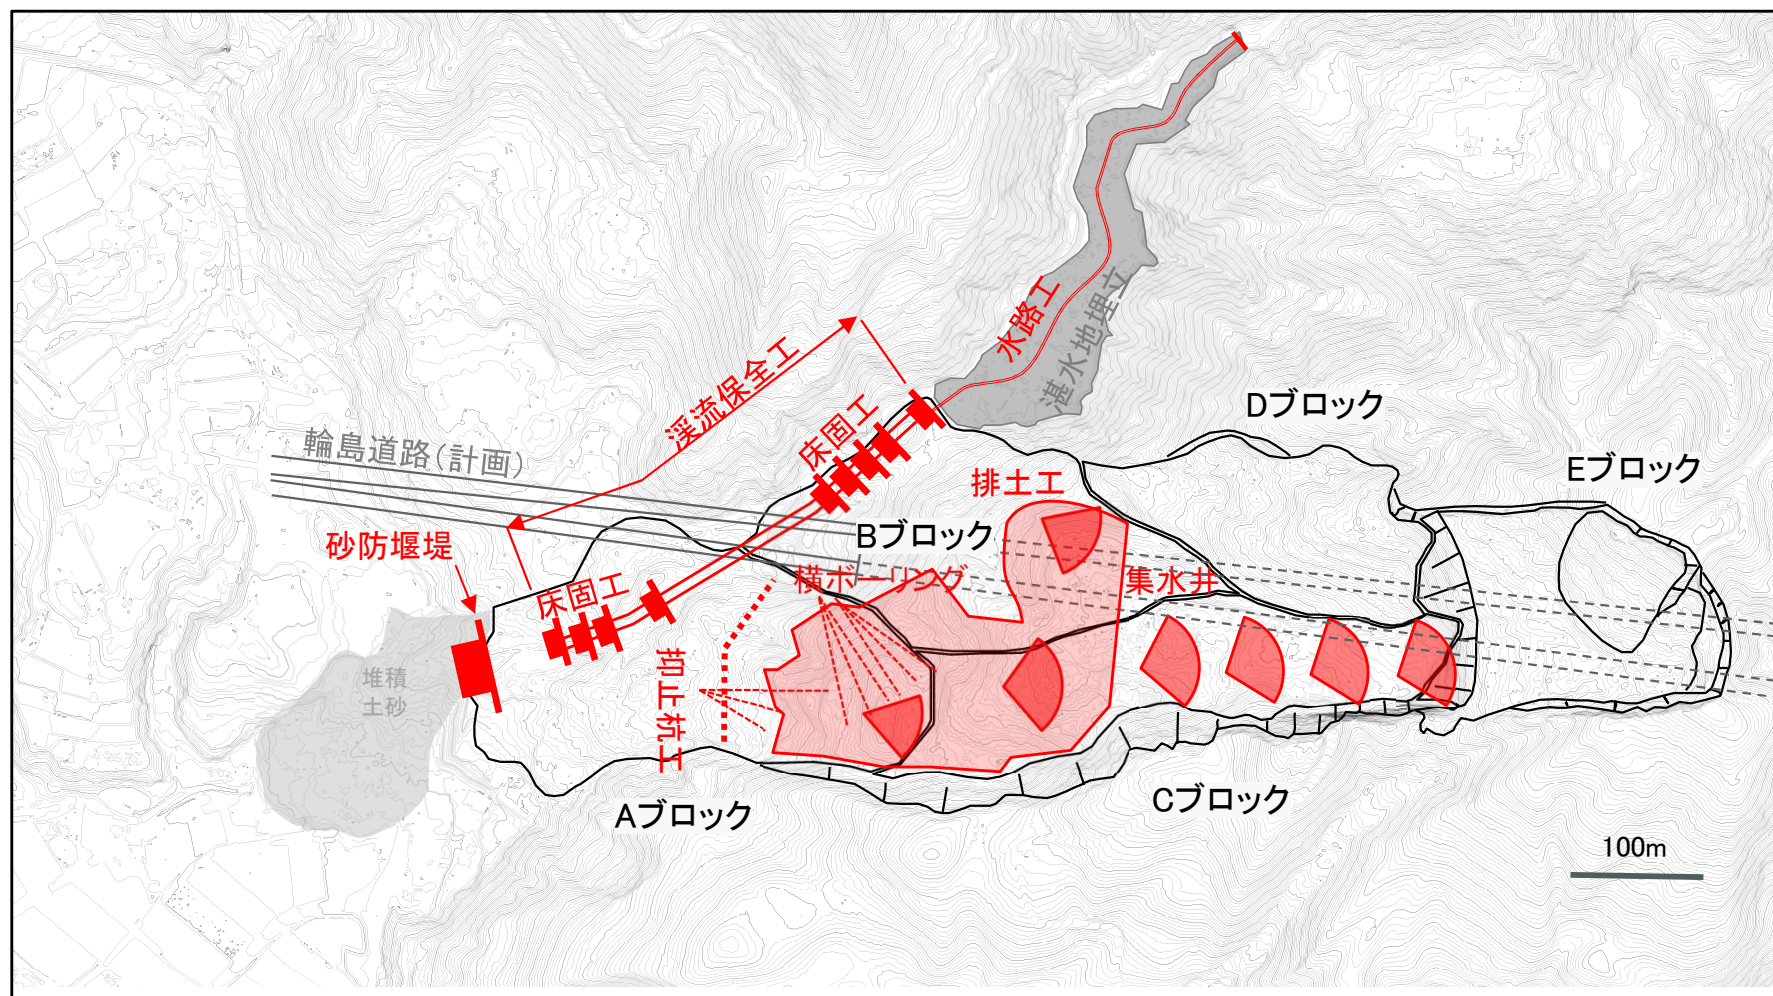 水路工
湛水地埋立
渓流保全工
Dブロック
床固工
輪島道路(計画)
Eブロック
排土工
Bブロック
砂防堰堤
横ボーリング
集水井
床固工
抑止杭工
堆積
土砂
Cブロック
Aブロック
100m